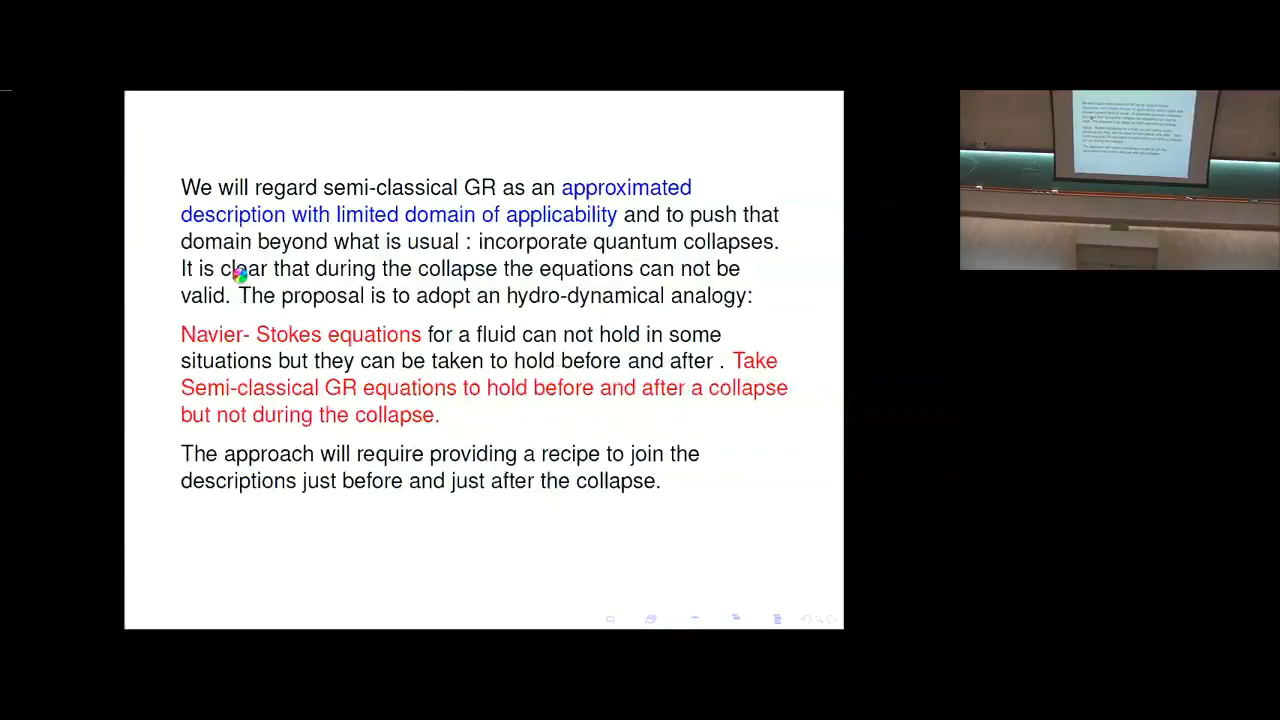 We will regard semi-classical GR as an approximated
description with limited domain of applicability and to push that
domain beyond what is usual : incorporate quantum collapses.
It is clear that during the collapse the equations can not be
valid. The proposal is to adopt an hydro-dynamical analogy:
Navier- Stokes equations for a fluid can not hold in some
situations but they can be taken to hold before and after . Take
Semi-classical GR equations to hold before and after a collapse
but not during the collapse.
The approach will require providing a recipe to join the
descriptions just before and just after the collapse.